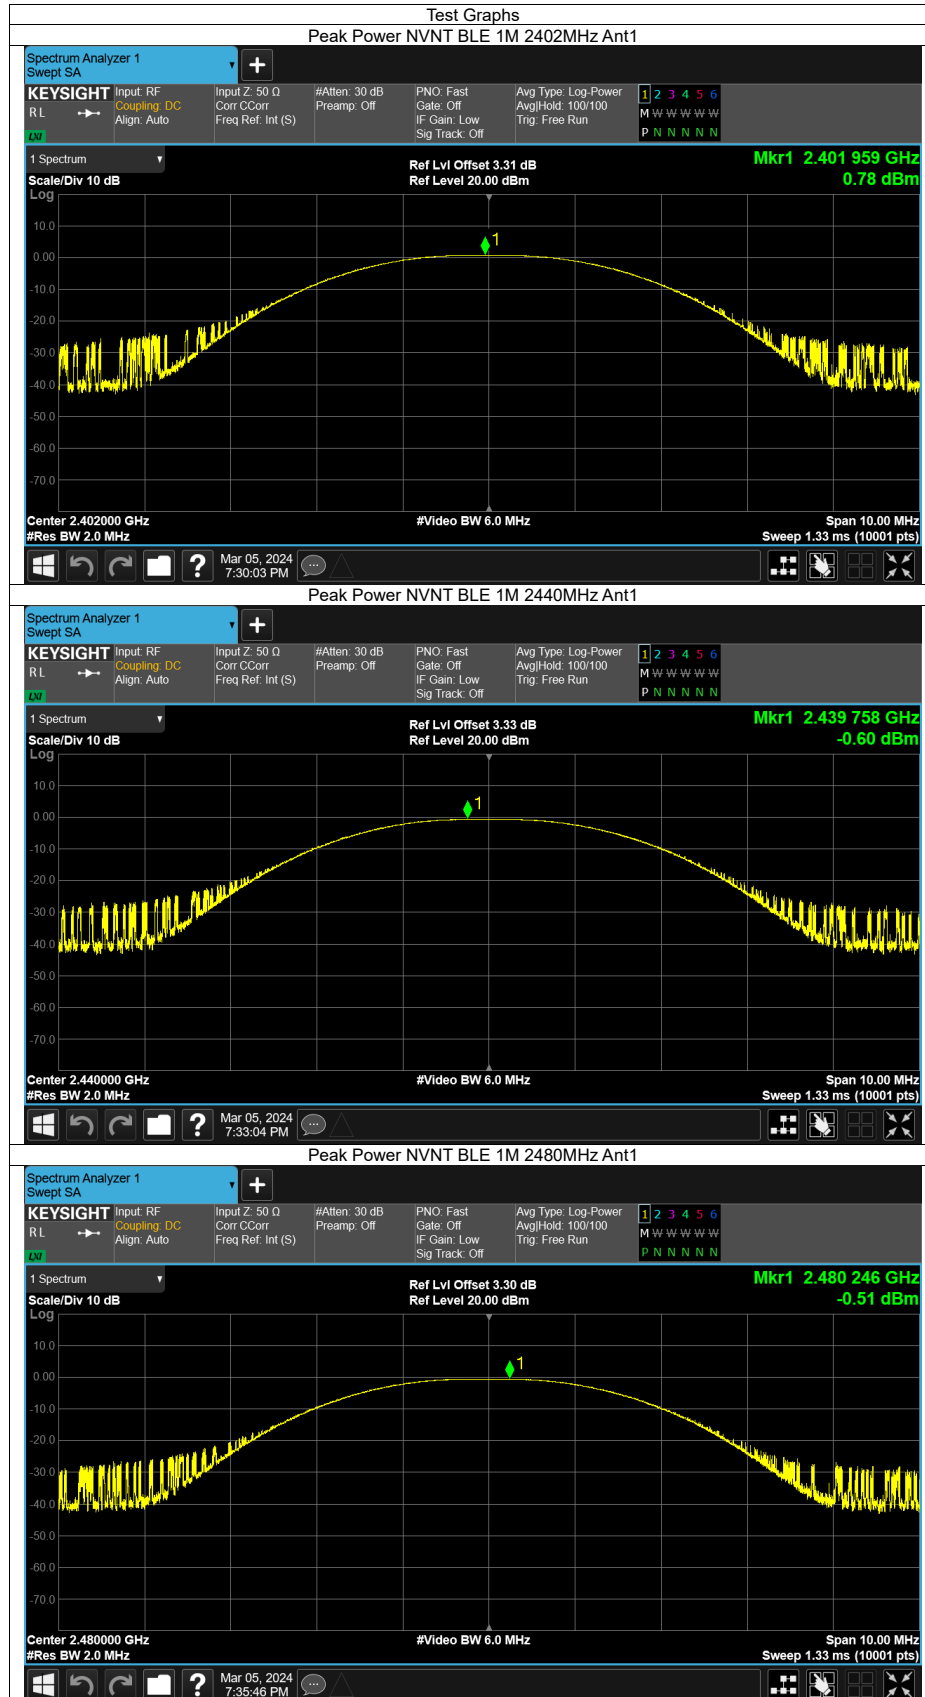 Test Graphs
Peak Power NVNT BLE 1M 2402MHz Ant1
Spectrum Analyzer 1
Swept SA
KEYSIGHT
R L
LXI
Input: RF
Coupling: DC
Align: Auto
Input Z: 50 Ω
Corr CCorr
Freq Ref: Int (S)
#Atten: 30 dB
Preamp: Off
PNO: Fast
Gate: Off
IF Gain: Low
Sig Track: Off
Avg Type: Log-Power
Avg|Hold: 100/100
Trig: Free Run
1 2 3 4 5 6
M W W W W W
P N N N N N
1 Spectrum
Scale/Div 10 dB
Ref Lvl Offset 3.31 dB
Ref Level 20.00 dBm
Mkr1 2.401 959 GHz
0.78 dBm
Log
1
10.0
0.00
-10.0
-20.0
-30.0
-40.0
-50.0
-60.0
-70.0
Center 2.402000 GHz
#Res BW 2.0 MHz
#Video BW 6.0 MHz
Span 10.00 MHz
Sweep 1.33 ms (10001 pts)
?
Mar 05, 2024
7:30:03 PM
Peak Power NVNT BLE 1M 2440MHz Ant1
Spectrum Analyzer 1
Swept SA
KEYSIGHT
R L
LXI
Input: RF
Coupling: DC
Align: Auto
Input Z: 50 Ω
Corr CCorr
Freq Ref: Int (S)
#Atten: 30 dB
Preamp: Off
PNO: Fast
Gate: Off
IF Gain: Low
Sig Track: Off
Avg Type: Log-Power
Avg|Hold: 100/100
Trig: Free Run
1 2 3 4 5 6
M W W W W W
P N N N N N
1 Spectrum
Scale/Div 10 dB
Ref Lvl Offset 3.33 dB
Ref Level 20.00 dBm
Mkr1 2.439 758 GHz
-0.60 dBm
Log
1
10.0
0.00
-10.0
-20.0
-30.0
-40.0
-50.0
-60.0
-70.0
Center 2.440000 GHz
#Res BW 2.0 MHz
#Video BW 6.0 MHz
Span 10.00 MHz
Sweep 1.33 ms (10001 pts)
?
Mar 05, 2024
7:33:04 PM
Peak Power NVNT BLE 1M 2480MHz Ant1
Spectrum Analyzer 1
Swept SA
KEYSIGHT
R L
LXI
Input: RF
Coupling: DC
Align: Auto
Input Z: 50 Ω
Corr CCorr
Freq Ref: Int (S)
#Atten: 30 dB
Preamp: Off
PNO: Fast
Gate: Off
IF Gain: Low
Sig Track: Off
Avg Type: Log-Power
Avg|Hold: 100/100
Trig: Free Run
1 2 3 4 5 6
M W W W W W
P N N N N N
1 Spectrum
Scale/Div 10 dB
Ref Lvl Offset 3.30 dB
Ref Level 20.00 dBm
Mkr1 2.480 246 GHz
-0.51 dBm
Log
1
10.0
0.00
-10.0
-20.0
-30.0
-40.0
-50.0
-60.0
-70.0
Center 2.480000 GHz
#Res BW 2.0 MHz
#Video BW 6.0 MHz
Span 10.00 MHz
Sweep 1.33 ms (10001 pts)
?
Mar 05, 2024
7:35:46 PM